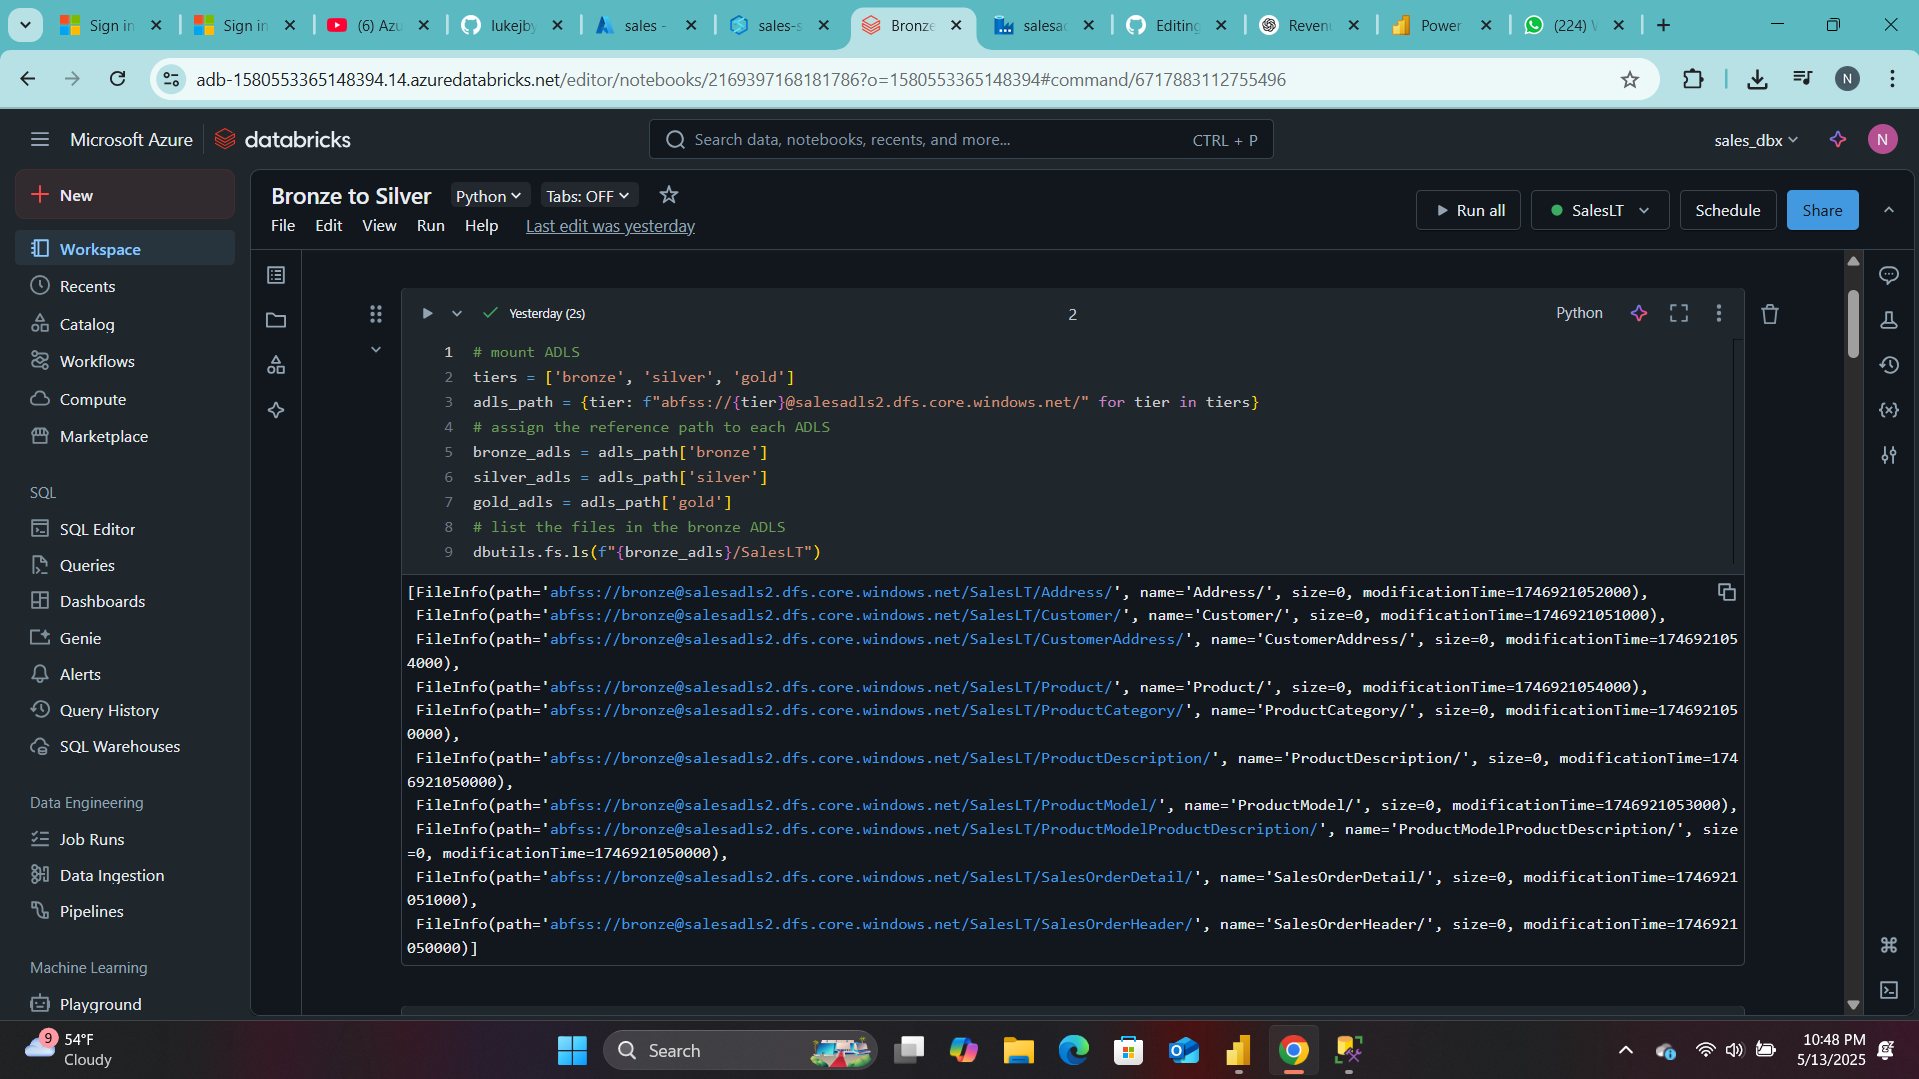 Sign in
Sign in
(6) Azu
lukejby
sales -
sales-s
Bronze
salesad
Editing
Reven
Power
(224) W
adb-1580553365148394.14.azuredatabricks.net/editor/notebooks/2169397168181786?o=1580553365148394#command/6717883112755496
N
Microsoft Azure
databricks
Search data, notebooks, recents, and more...
CTRL + P
sales_dbx
N
New
Workspace
Recents
Catalog
Workflows
Compute
Marketplace
SQL
SQL Editor
Queries
Dashboards
Genie
Alerts
Query History
SQL Warehouses
Data Engineering
Job Runs
Data Ingestion
Pipelines
Machine Learning
Playground
Bronze to Silver
Python
Tabs: OFF
File Edit View Run Help
Last edit was yesterday
Run all
SalesLT
Schedule
Share
Yesterday (2s)
2
Python
1 # mount ADLS
2 tiers = ['bronze', 'silver', 'gold']
3 adls_path = {tier: f"abfss://{tier}@salesadls2.dfs.core.windows.net/" for tier in tiers}
4 # assign the reference path to each ADLS
5 bronze_adls = adls_path['bronze']
6 silver_adls = adls_path['silver']
7 gold_adls = adls_path['gold']
8 # list the files in the bronze ADLS
9 dbutils.fs.ls(f"{bronze_adls}/SalesLT")
[FileInfo(path='abfss://bronze@salesadls2.dfs.core.windows.net/SalesLT/Address/', name='Address/', size=0, modificationTime=1746921052000),
FileInfo(path='abfss://bronze@salesadls2.dfs.core.windows.net/SalesLT/Customer/', name='Customer/', size=0, modificationTime=1746921051000),
FileInfo(path='abfss://bronze@salesadls2.dfs.core.windows.net/SalesLT/CustomerAddress/', name='CustomerAddress/', size=0, modificationTime=174692105
4000),
FileInfo(path='abfss://bronze@salesadls2.dfs.core.windows.net/SalesLT/Product/', name='Product/', size=0, modificationTime=1746921054000),
FileInfo(path='abfss://bronze@salesadls2.dfs.core.windows.net/SalesLT/ProductCategory/', name='ProductCategory/', size=0, modificationTime=174692105
0000),
FileInfo(path='abfss://bronze@salesadls2.dfs.core.windows.net/SalesLT/ProductDescription/', name='ProductDescription/', size=0, modificationTime=174
6921050000),
FileInfo(path='abfss://bronze@salesadls2.dfs.core.windows.net/SalesLT/ProductModel/', name='ProductModel/', size=0, modificationTime=1746921053000),
FileInfo(path='abfss://bronze@salesadls2.dfs.core.windows.net/SalesLT/ProductModelProductDescription/', name='ProductModelProductDescription/', size
=0, modificationTime=1746921050000),
FileInfo(path='abfss://bronze@salesadls2.dfs.core.windows.net/SalesLT/SalesOrderDetail/', name='SalesOrderDetail/', size=0, modificationTime=1746921
051000),
FileInfo(path='abfss://bronze@salesadls2.dfs.core.windows.net/SalesLT/SalesOrderHeader/', name='SalesOrderHeader/', size=0, modificationTime=1746921
050000)]
9
54°F
Cloudy
Search
10:48 PM
5/13/2025